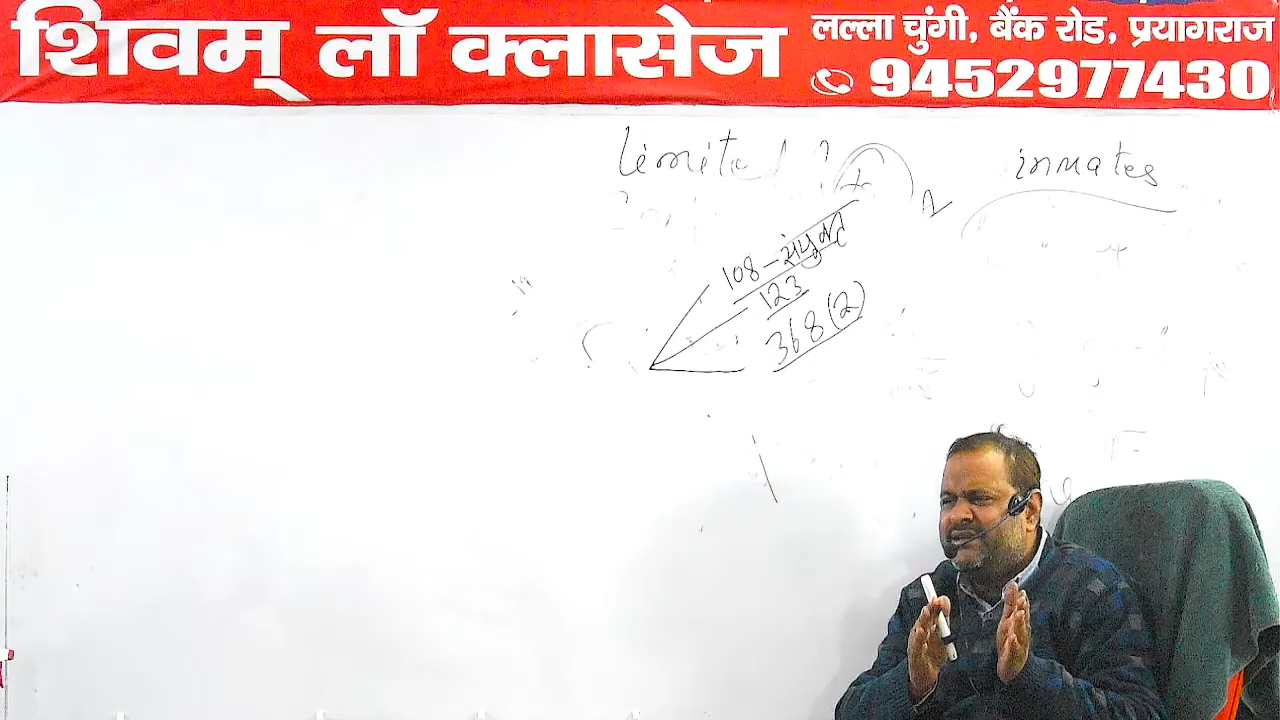 शिवम् लॉ क्लासेज
लल्ला चुंगी, बैंक रोड, प्रयागराज
9452977430
inmates
108 - संयुक्त
123
368 (2)